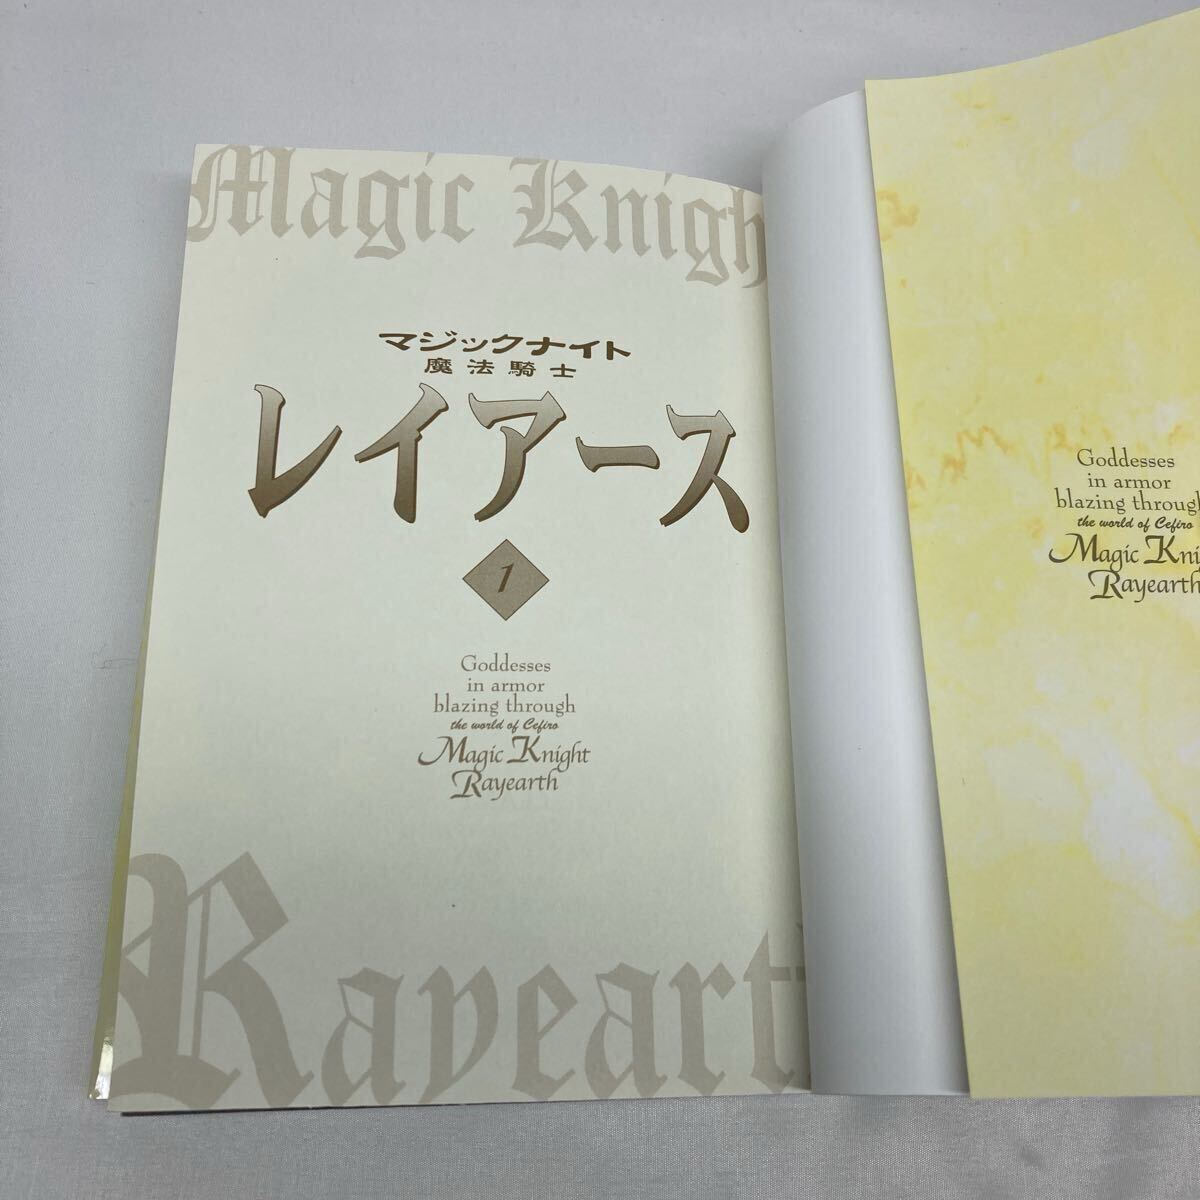 Magic Knigh
マジックナイト
魔法騎士
レイアース
1
Goddesses
in armor
blazing through
the world of Cefiro
Magic Knight
Rayearth
Rayeart
Goddesses
in armor
blazing through
the world of Cefiro
Magic Kni
Rayearth